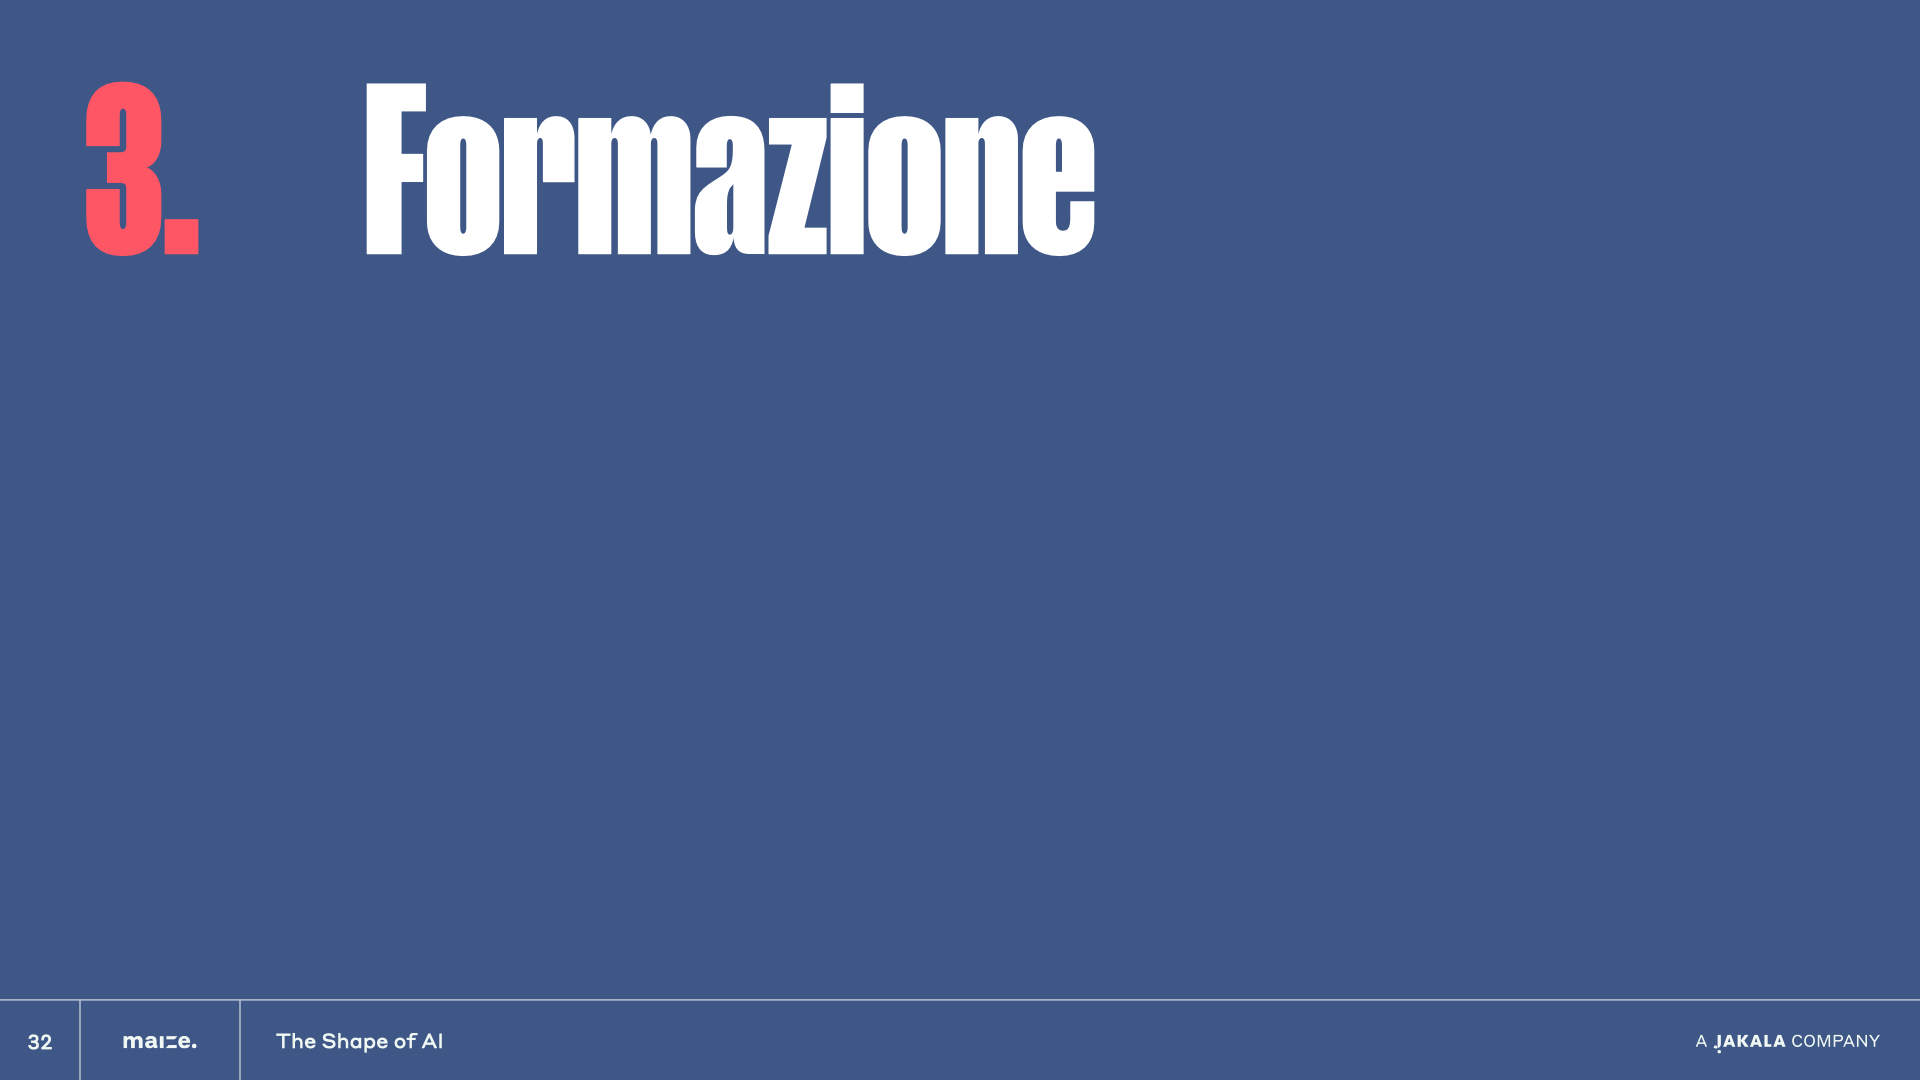 3. Formazione
32 maize. The Shape of AI A JAKALA COMPANY